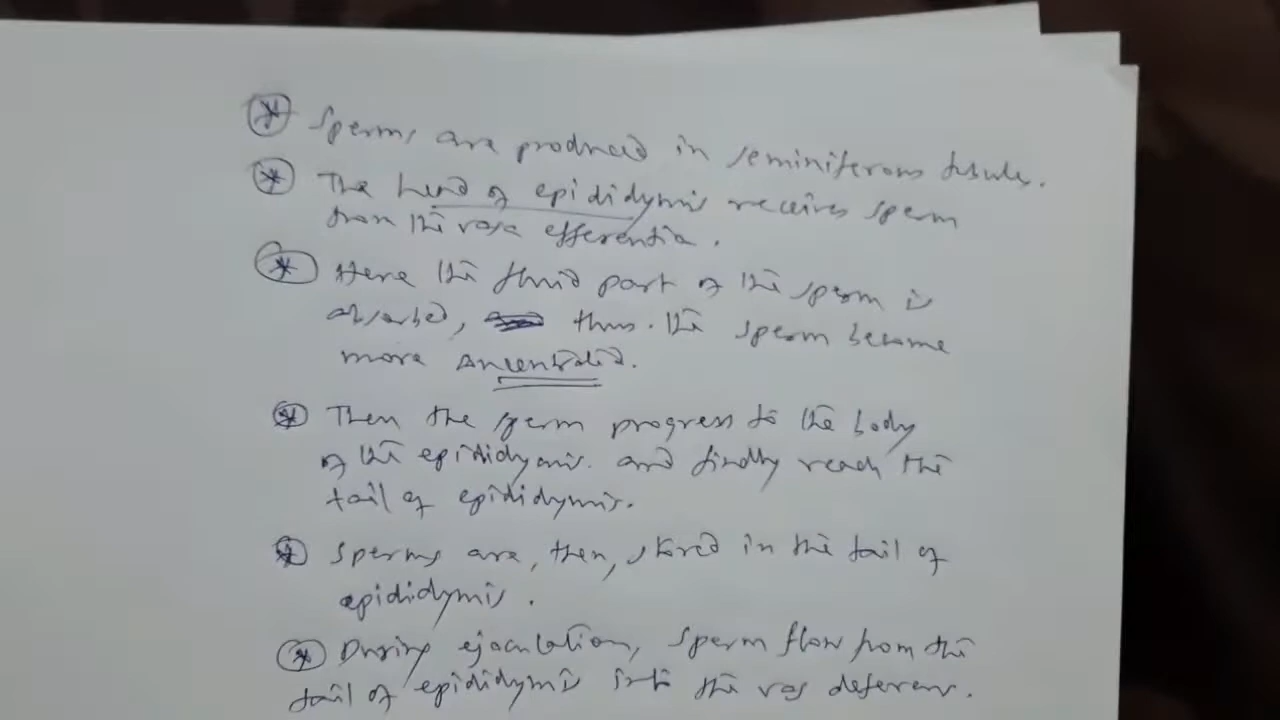 * Sperms are produced in seminiferous tubules.
* The head of epididymis receives sperm
from the vasa efferentia.
* Here the fluid part of the sperm is
absorbed, thus. the sperm become
more concentrated.
* Then the sperm progress to the body
of the epididymis. and finally reach the
tail of epididymis.
* Sperms are, then, stored in the tail of
epididymis.
* During ejaculation, sperm flow from the
tail of epididymis into the vas deferens.